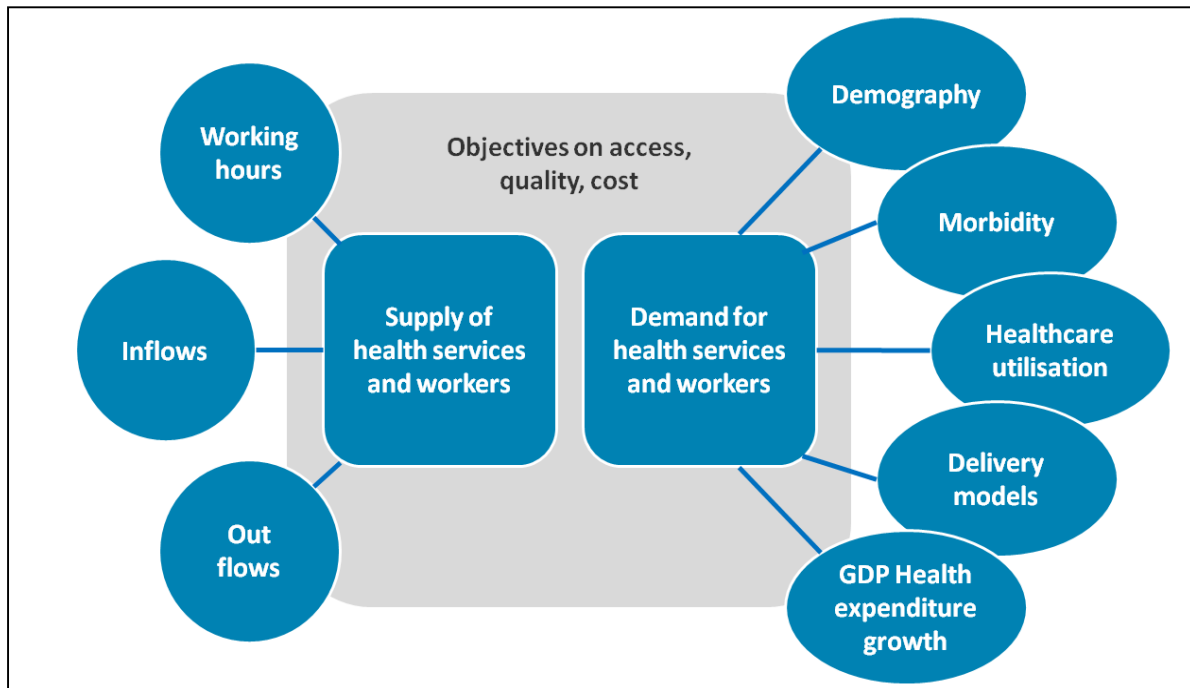 Working
hours
Inflows
Out
flows
Objectives on access,
quality, cost
Supply of
health services
and workers
Demand for
health services
and workers
Demography
Morbidity
Healthcare
utilisation
Delivery
models
GDP Health
expenditure
growth